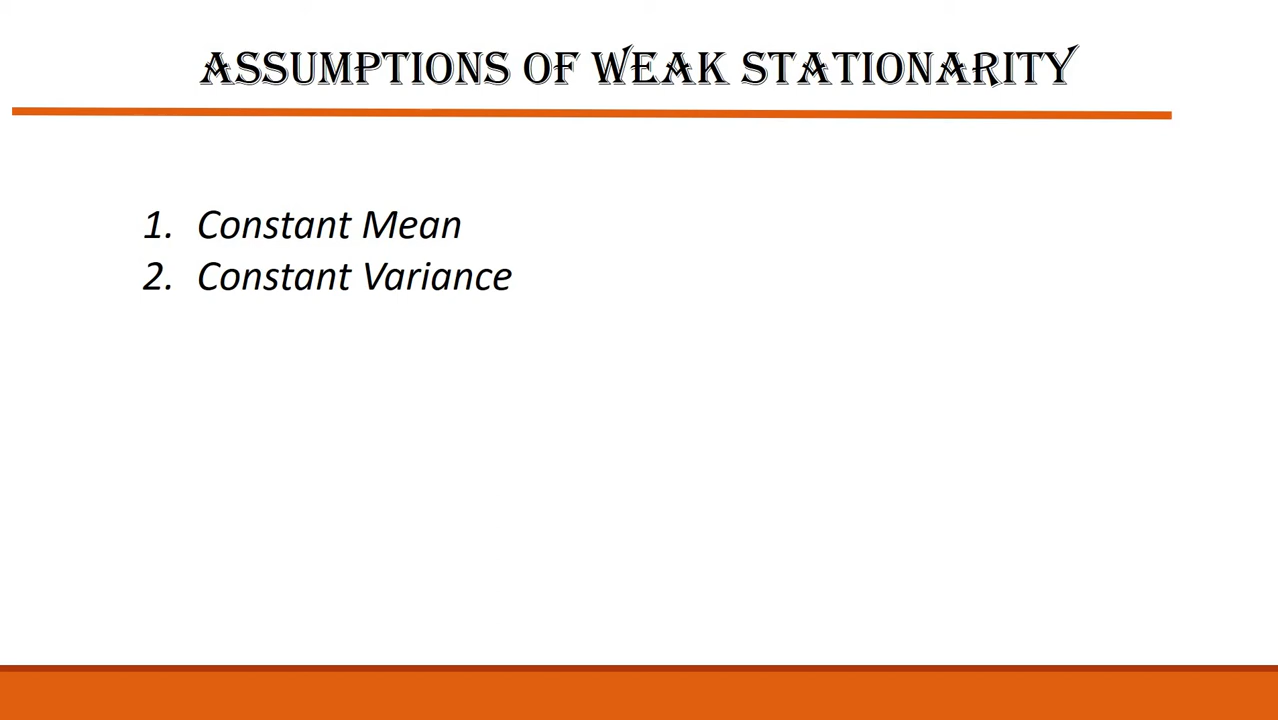 ASSUMPTIONS OF WEAK STATIONARITY
1. Constant Mean
2. Constant Variance